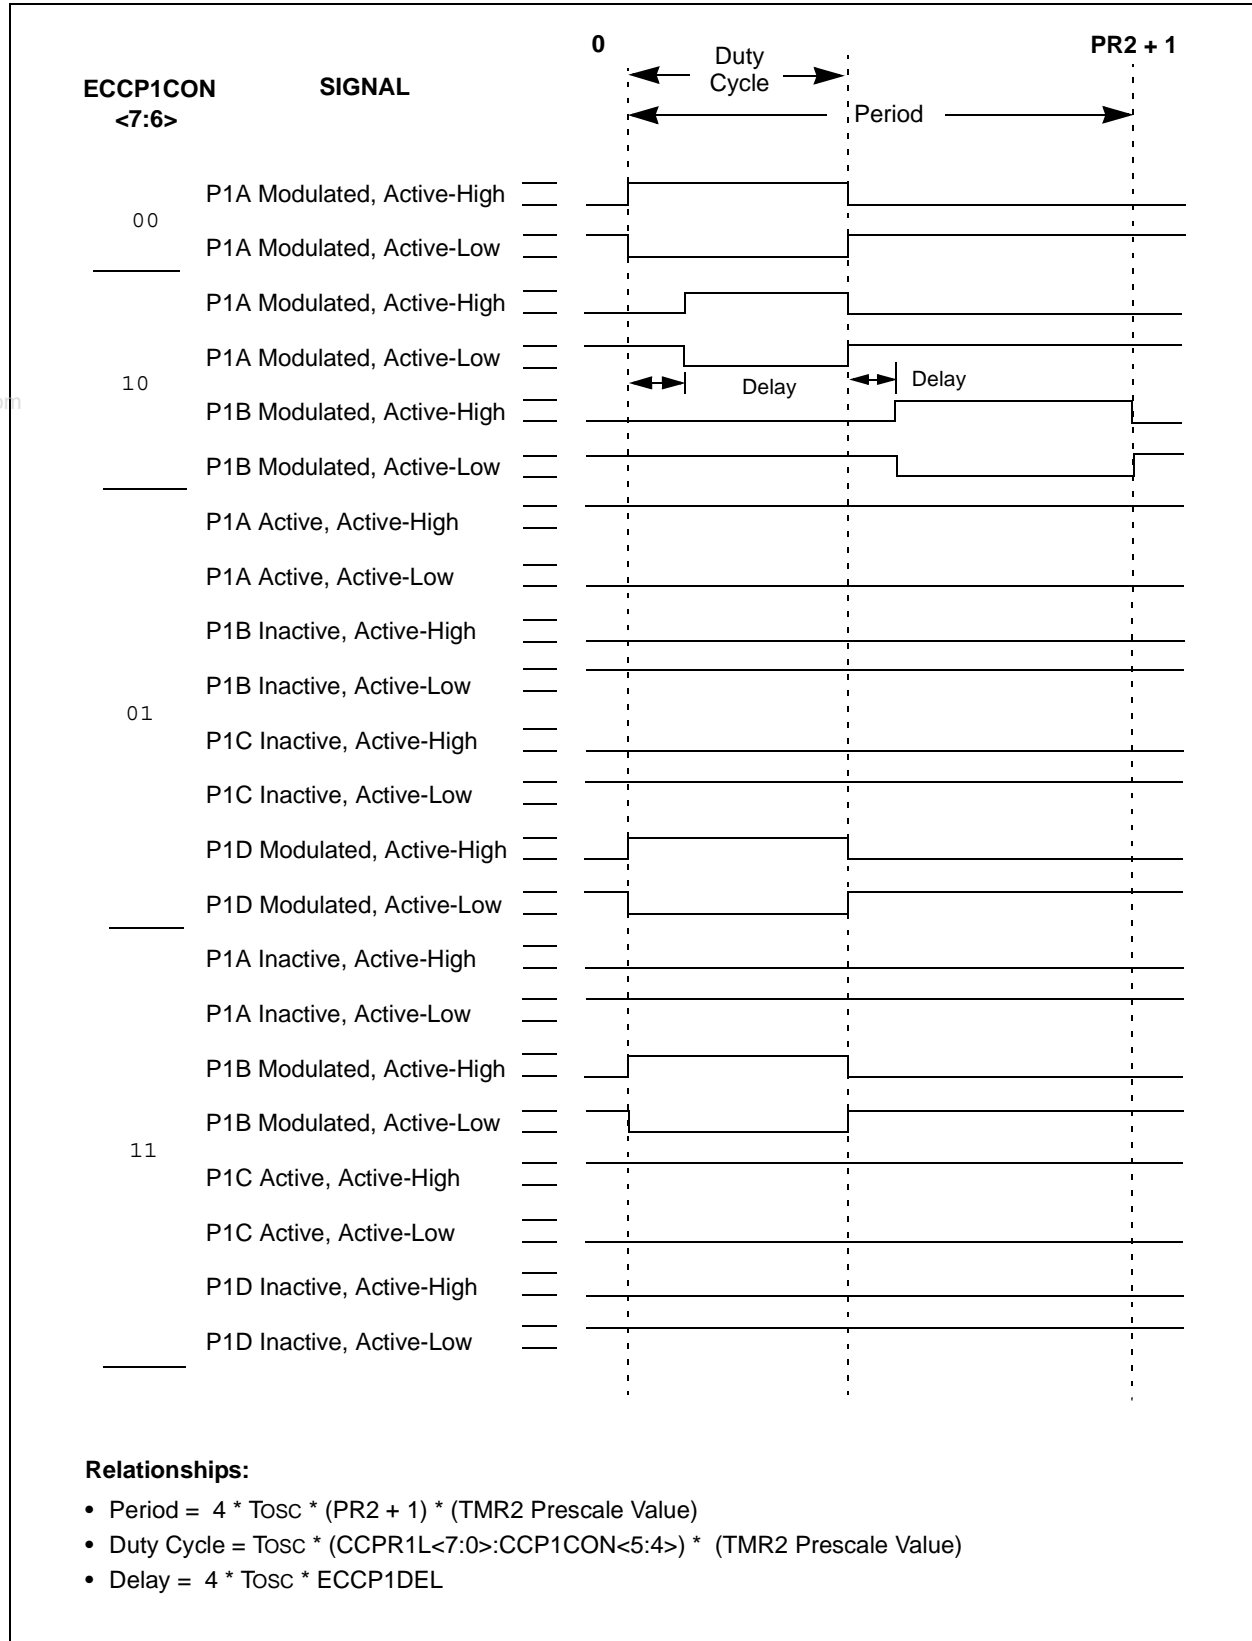 0
PR2 + 1
Duty
Cycle
ECCP1CON
<7:6>
SIGNAL
Period
00
P1A Modulated, Active-High
P1A Modulated, Active-Low
10
P1A Modulated, Active-High
P1A Modulated, Active-Low
Delay
Delay
om
P1B Modulated, Active-High
P1B Modulated, Active-Low
01
P1A Active, Active-High
P1A Active, Active-Low
P1B Inactive, Active-High
P1B Inactive, Active-Low
P1C Inactive, Active-High
P1C Inactive, Active-Low
P1D Modulated, Active-High
P1D Modulated, Active-Low
11
P1A Inactive, Active-High
P1A Inactive, Active-Low
P1B Modulated, Active-High
P1B Modulated, Active-Low
P1C Active, Active-High
P1C Active, Active-Low
P1D Inactive, Active-High
P1D Inactive, Active-Low
Relationships:
• Period = 4 * TOSC * (PR2 + 1) * (TMR2 Prescale Value)
• Duty Cycle = TOSC * (CCPR1L<7:0>:CCP1CON<5:4>) * (TMR2 Prescale Value)
• Delay = 4 * TOSC * ECCP1DEL